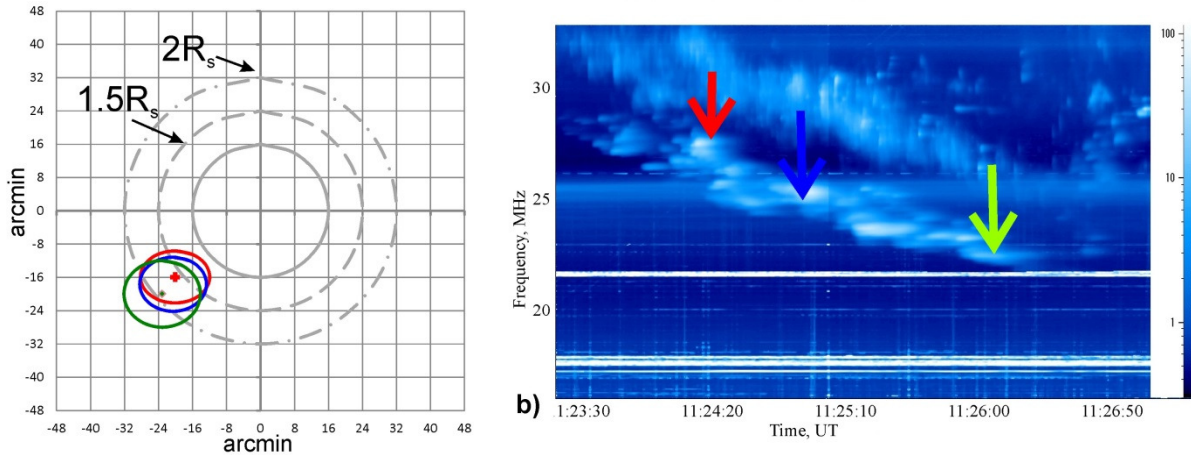 48
40
32
24
16
8
0
-8
-16
-24
-32
-40
-48
arcmin
2Rₛ
1.5Rₛ
-48 -40 -32 -24 -16 -8 0 8 16 24 32 40 48
arcmin
30
25
20
Frequency, MHz
100
10
1
b)
1:23:30 11:24:20 11:25:10 11:26:00 11:26:50
Time, UT